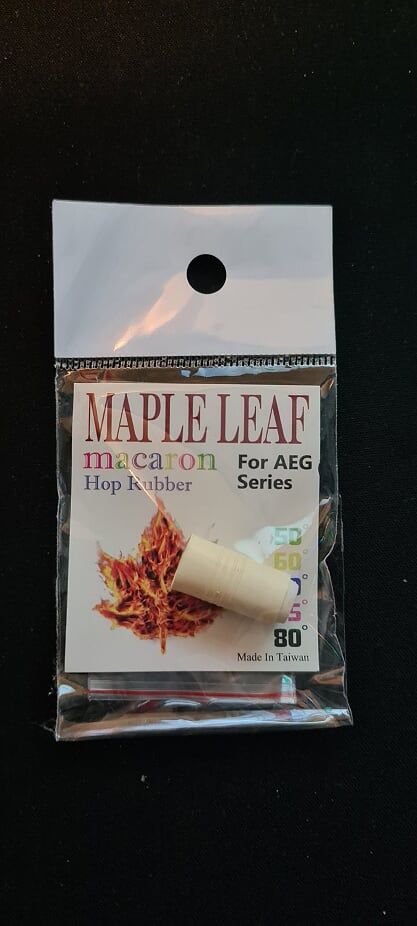 MAPLE LEAF
macaron For AEG
Hop Rubber Series
50°
60°
80°
Made In Taiwan